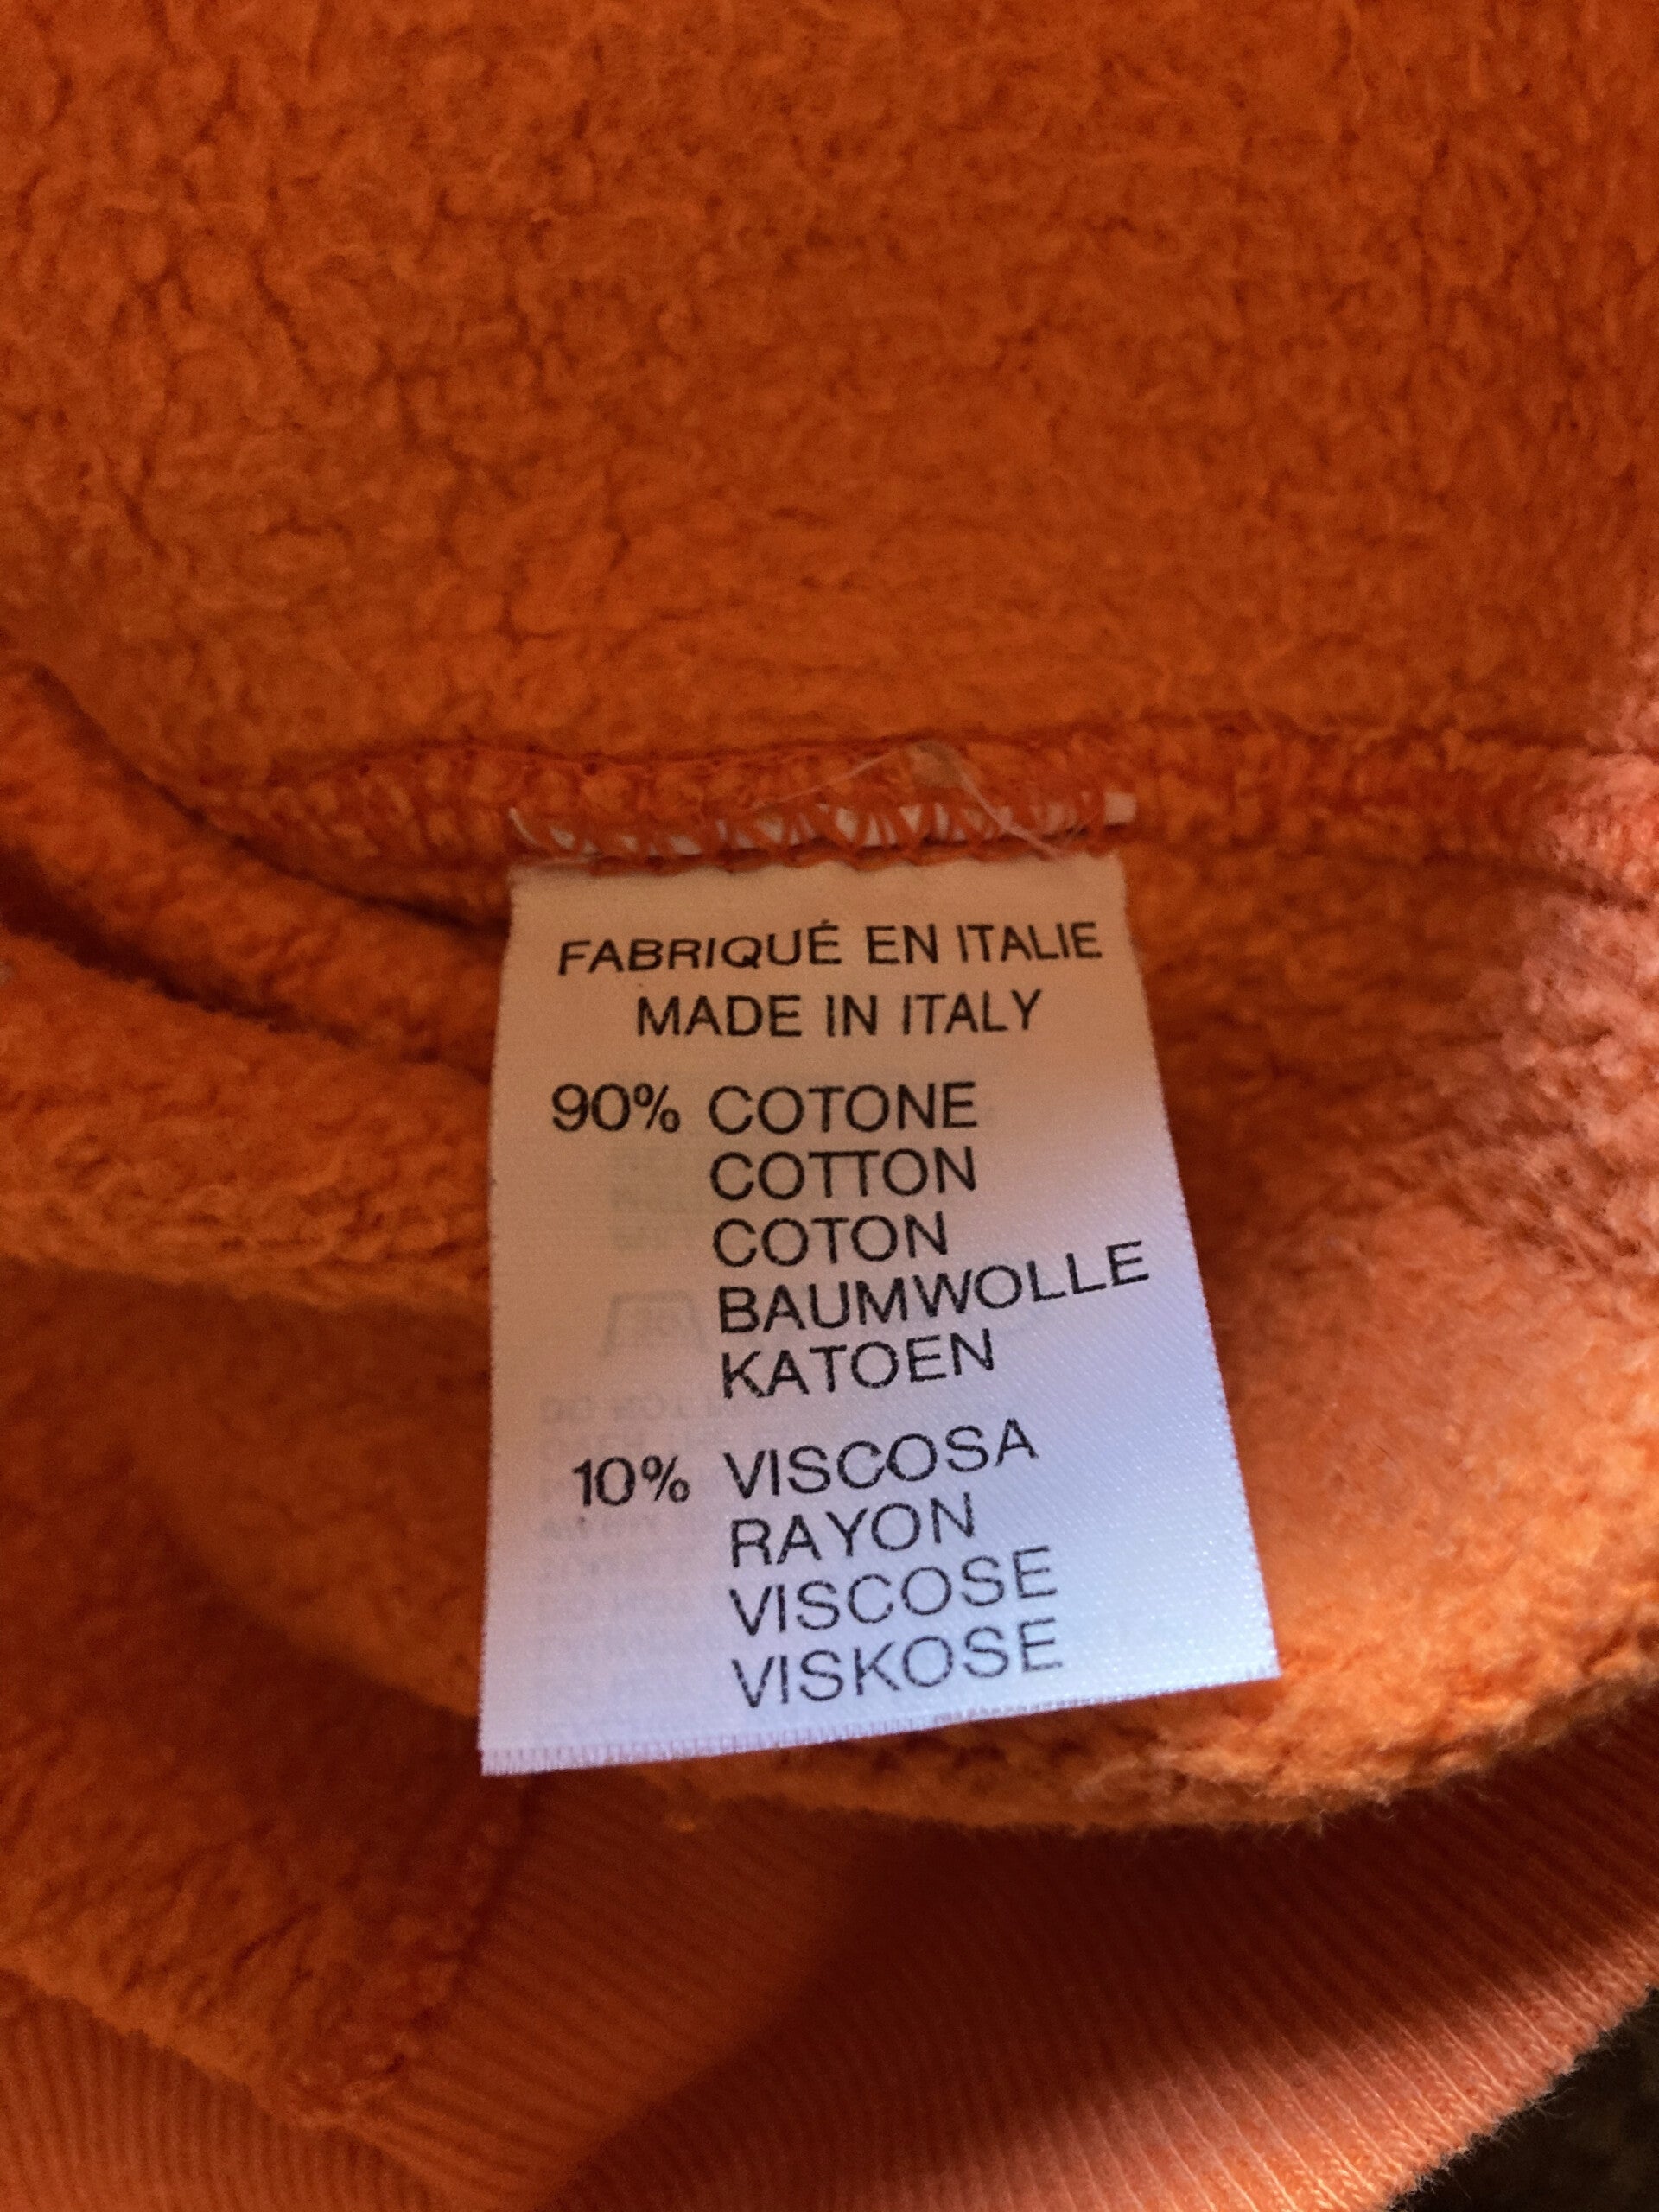 FABRIQUÉ EN ITALIE
MADE IN ITALY
90% COTONE
COTTON
COTON
BAUMWOLLE
KATOEN
10% VISCOSA
RAYON
VISCOSE
VISKOSE